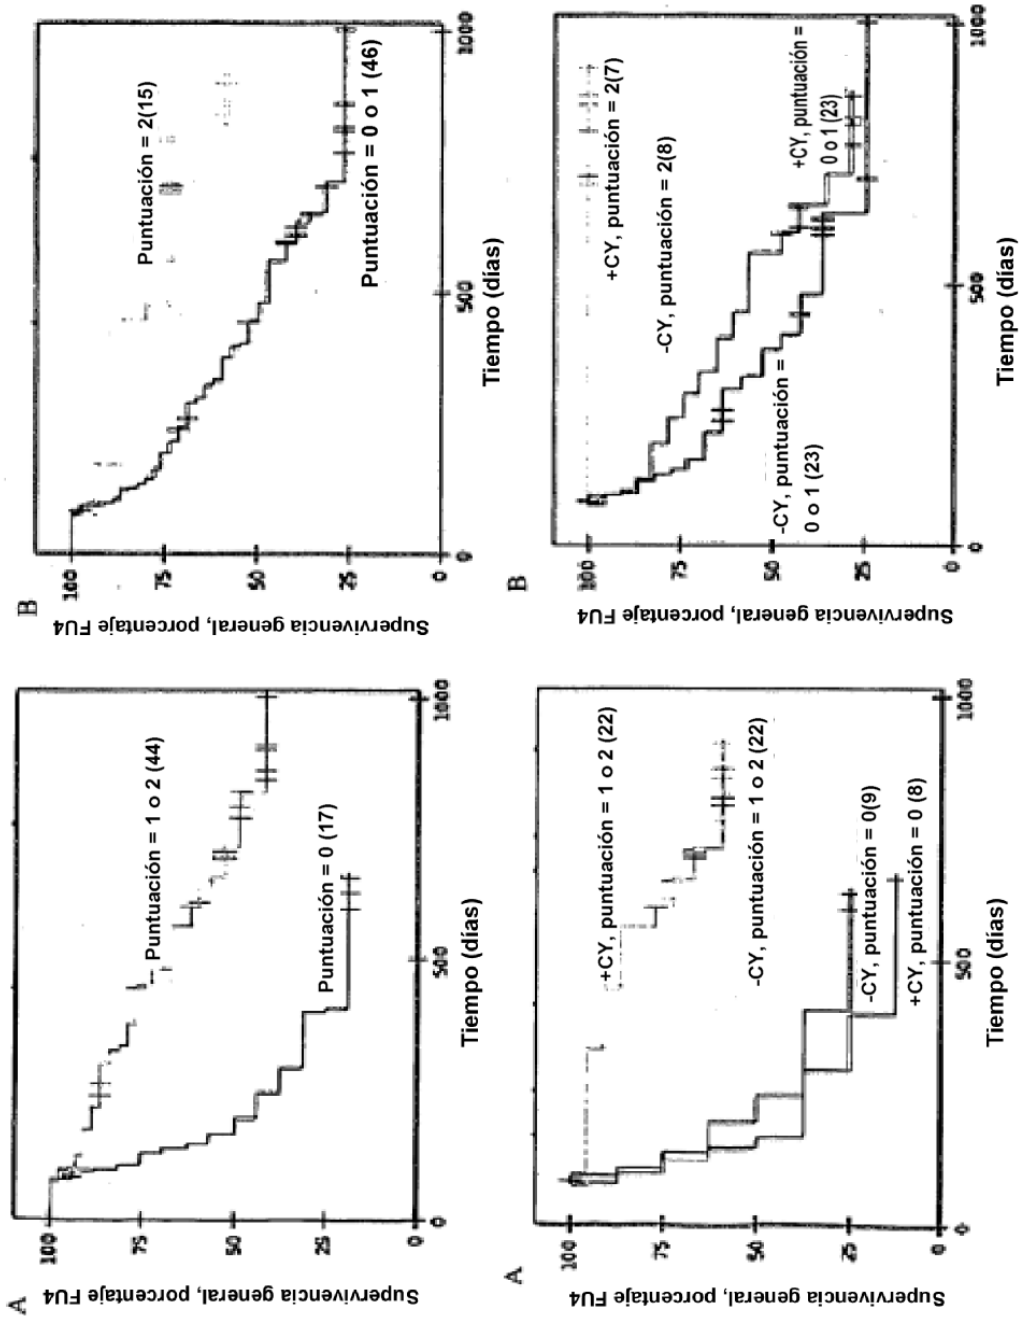 A
Supervivencia general, porcentaje FU4
100
75
50
25
0
Puntuación = 1 o 2 (44)
Puntuación = 0 (17)
0
500
1000
Tiempo (días)
B
Supervivencia general, porcentaje FU4
100
75
50
25
0
Puntuación = 2(15)
Puntuación = 0 o 1 (46)
0
500
1000
Tiempo (días)
A
Supervivencia general, porcentaje FU4
100
75
50
25
0
+CY, puntuación = 1 o 2 (22)
-CY, puntuación = 1 o 2 (22)
-CY, puntuación = 0(9)
+CY, puntuación = 0 (8)
0
500
1000
Tiempo (días)
B
Supervivencia general, porcentaje FU4
100
75
50
25
0
+CY, puntuación = 2(7)
-CY, puntuación = 2(8)
-CY, puntuación =
0 o 1 (23)
+CY, puntuación =
0 o 1 (23)
0
500
1000
Tiempo (días)